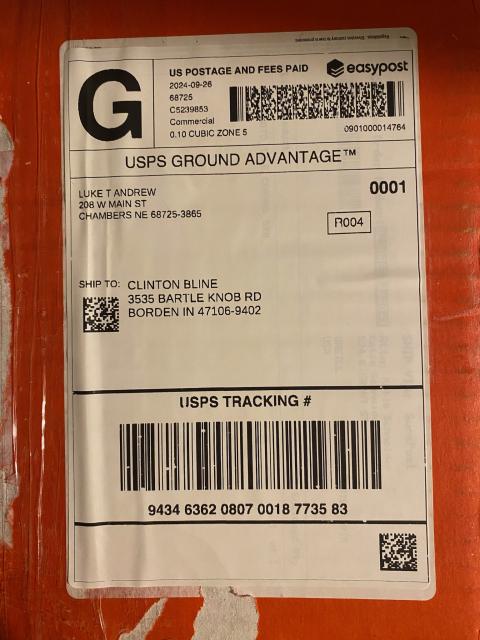 G
US POSTAGE AND FEES PAID
easypost
2024-09-26
68725
C5239853
Commercial
0.10 CUBIC ZONE 5
0901000014764
USPS GROUND ADVANTAGE™
LUKE T ANDREW
208 W MAIN ST
CHAMBERS NE 68725-3865
0001
R004
SHIP TO: CLINTON BLINE
3535 BARTLE KNOB RD
BORDEN IN 47106-9402
USPS TRACKING #
9434 6362 0807 0018 7735 83